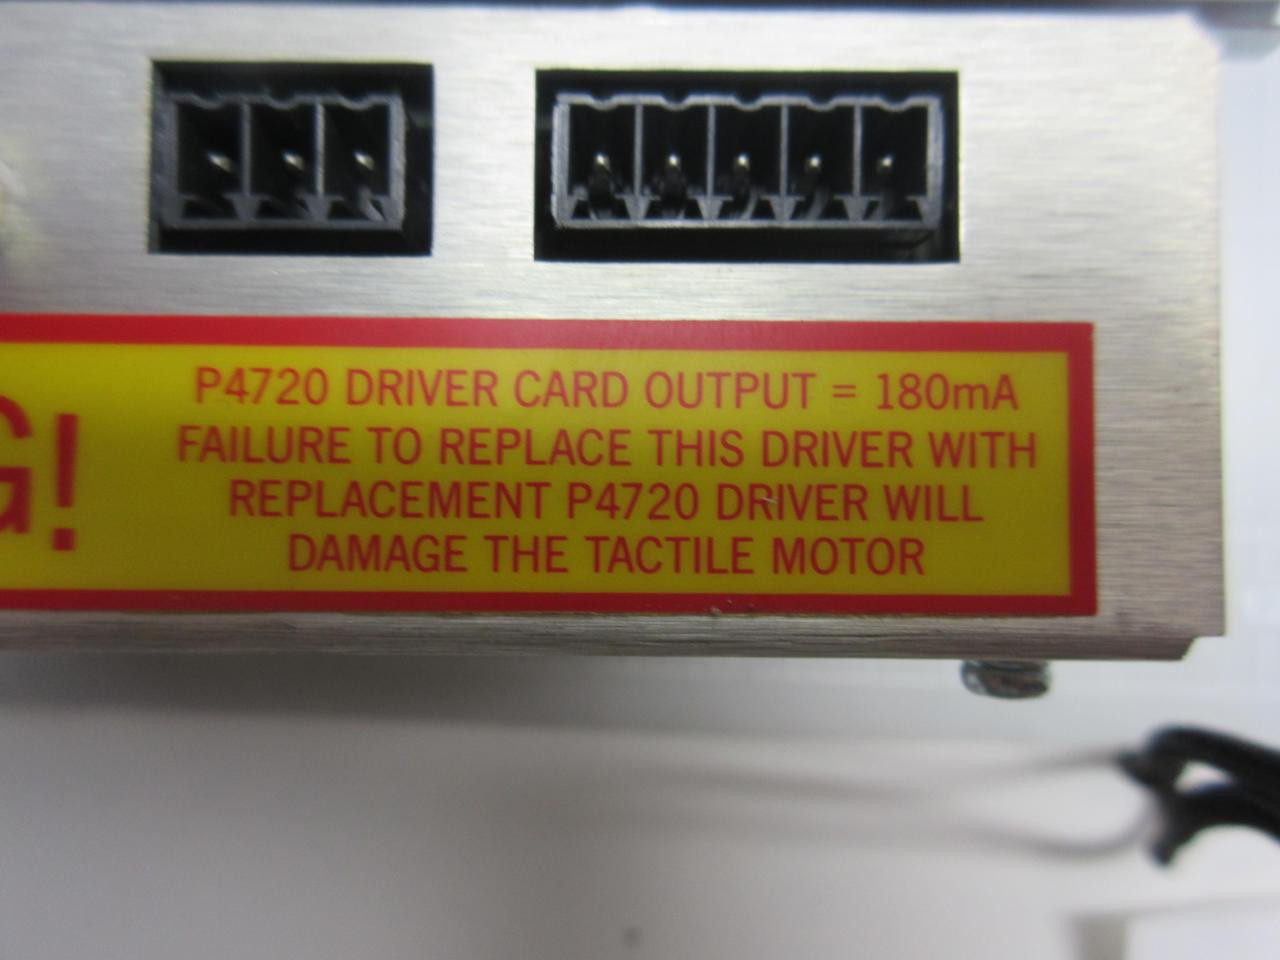 G!
P4720 DRIVER CARD OUTPUT = 180mA
FAILURE TO REPLACE THIS DRIVER WITH
REPLACEMENT P4720 DRIVER WILL
DAMAGE THE TACTILE MOTOR